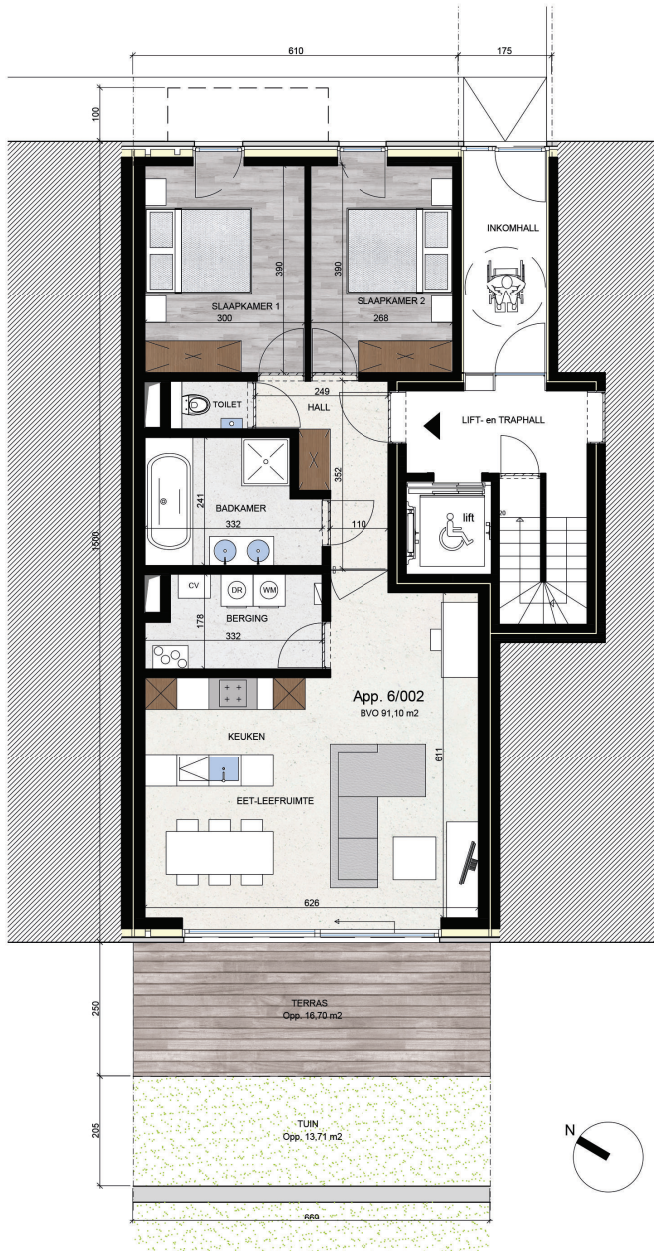 610
175
100
INKOMHALL
390
390
SLAAPKAMER 1
300
SLAAPKAMER 2
268
TOILET
249
HALL
LIFT- en TRAPHALL
352
241
BADKAMER
332
110
lift
20
1500
CV
DR
WM
178
BERGING
332
App. 6/002
BVO 91,10 m2
KEUKEN
611
EET-LEEFRUIMTE
626
250
TERRAS
Opp. 16,70 m2
205
TUIN
Opp. 13,71 m2
N
669